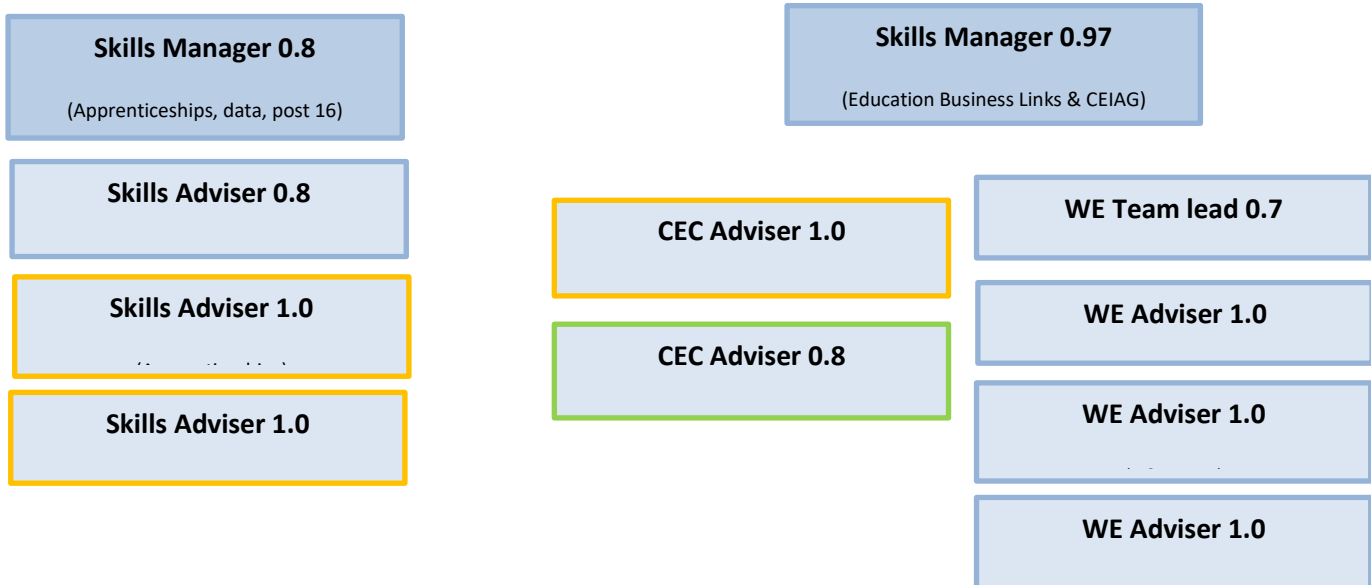 Skills Manager 0.8
(Apprenticeships, data, post 16)
Skills Adviser 0.8
Skills Adviser 1.0
Skills Adviser 1.0
Skills Manager 0.97
(Education Business Links & CEIAG)
CEC Adviser 1.0
CEC Adviser 0.8
WE Team lead 0.7
WE Adviser 1.0
WE Adviser 1.0
WE Adviser 1.0